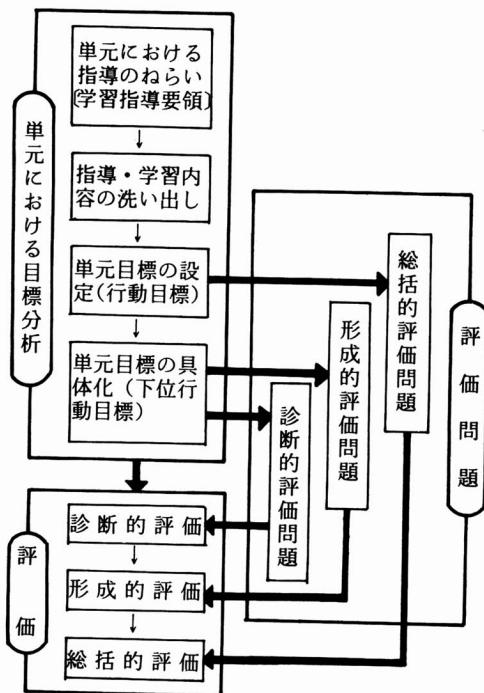 単元における目標分析
単元における
指導のねらい
(学習指導要領)
↓
指導・学習内
容の洗い出し
↓
単元目標の設
定(行動目標)
↓
単元目標の具
体化(下位行
動目標)
総括的評価問題
形成的評価問題
診断的評価問題
評価問題
評価
診断的評価
↓
形成的評価
↓
総括的評価